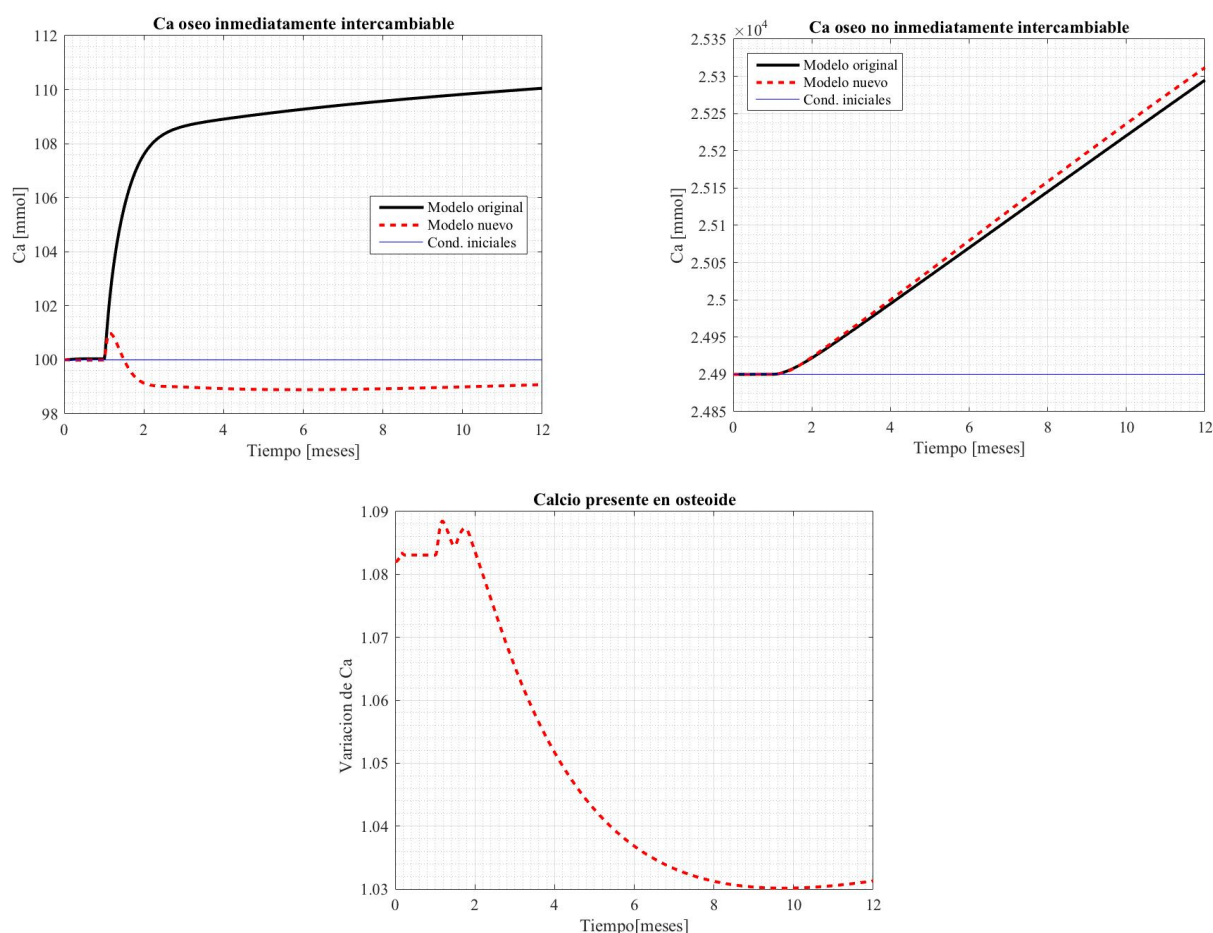 Ca oseo inmediatamente intercambiable
112
110
108
106
104
102
100
98
Ca [mmol]
Modelo original
Modelo nuevo
Cond. iniciales
0 2 4 6 8 10 12
Tiempo [meses]
Ca oseo no inmediatamente intercambiable
×10⁴
2.535
2.53
2.525
2.52
2.515
2.51
2.505
2.5
2.495
2.49
2.485
Ca [mmol]
Modelo original
Modelo nuevo
Cond. iniciales
0 2 4 6 8 10 12
Tiempo [meses]
Calcio presente en osteoide
1.09
1.08
1.07
1.06
1.05
1.04
1.03
Variacion de Ca
0 2 4 6 8 10 12
Tiempo[meses]